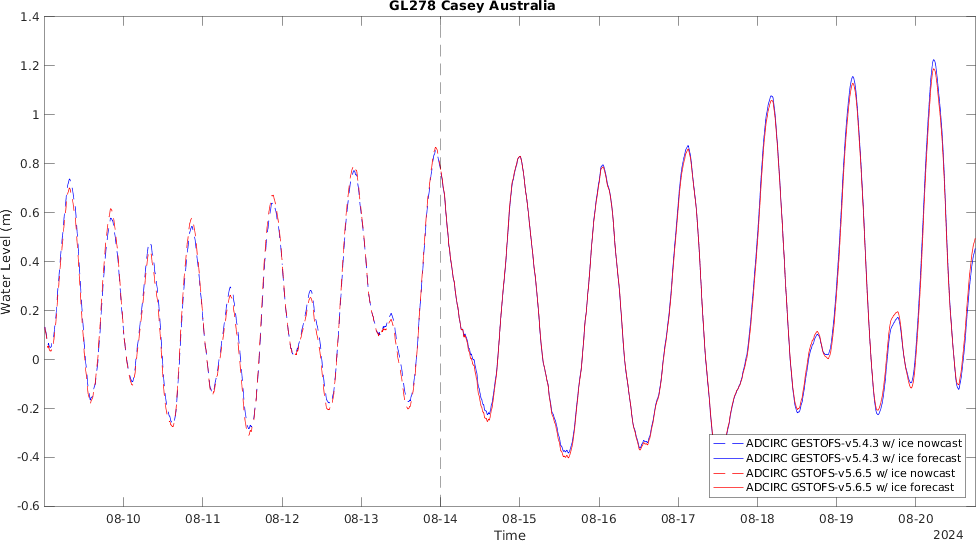 GL278 Casey Australia
1.4
1.2
1
0.8
0.6
0.4
0.2
0
-0.2
-0.4
-0.6
Water Level (m)
ADCIRC GESTOFS-v5.4.3 w/ ice nowcast
ADCIRC GESTOFS-v5.4.3 w/ ice forecast
ADCIRC GSTOFS-v5.6.5 w/ ice nowcast
ADCIRC GSTOFS-v5.6.5 w/ ice forecast
08-10 08-11 08-12 08-13 08-14 08-15 08-16 08-17 08-18 08-19 08-20
Time
2024